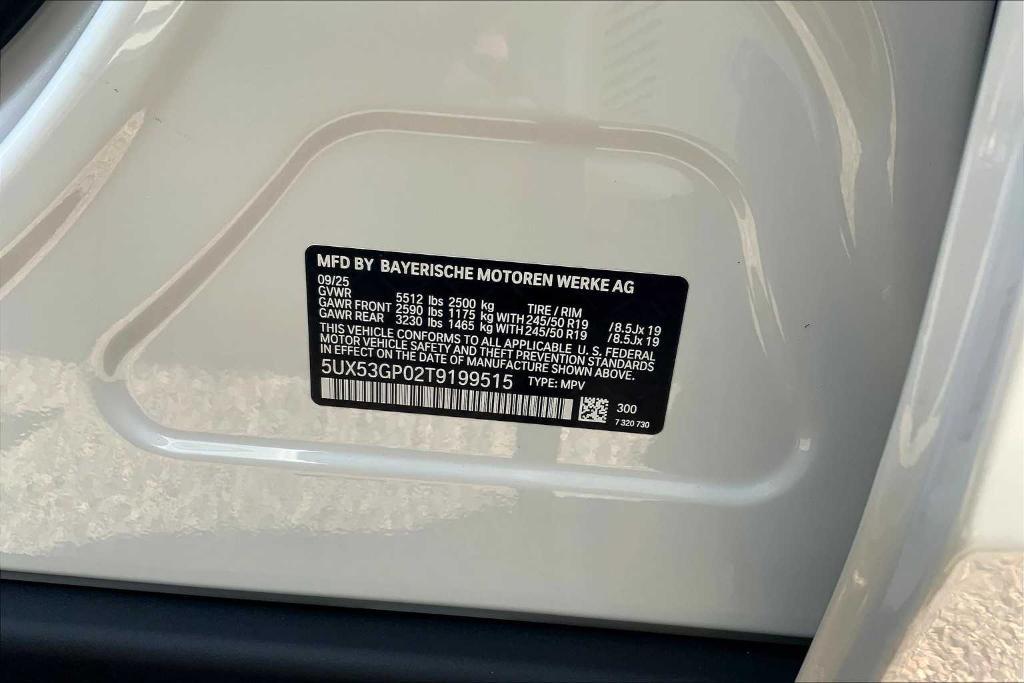 MFD BY BAYERISCHE MOTOREN WERKE AG
09/25
GVWR 5512 lbs 2500 kg TIRE / RIM
GAWR FRONT 2590 lbs 1175 kg WITH 245/50 R19 / 8.5Jx 19
GAWR REAR 3230 lbs 1465 kg WITH 245/50 R19 / 8.5Jx 19
THIS VEHICLE CONFORMS TO ALL APPLICABLE U. S. FEDERAL
MOTOR VEHICLE SAFETY AND THEFT PREVENTION STANDARDS
IN EFFECT ON THE DATE OF MANUFACTURE SHOWN ABOVE.
5UX53GP02T9199515 TYPE: MPV
300
7 320 730